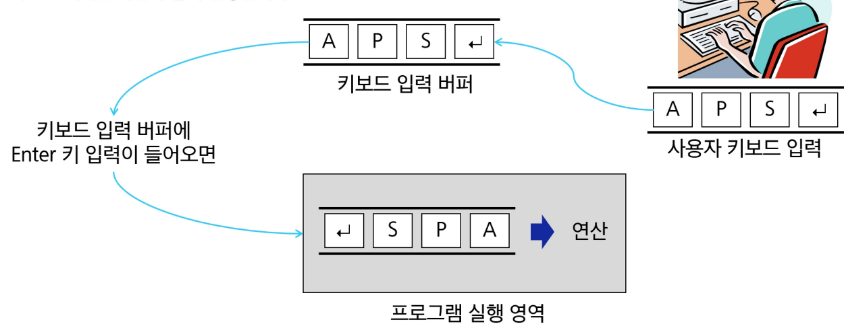 A P S ↵
키보드 입력 버퍼
A P S ↵
사용자 키보드 입력
키보드 입력 버퍼에
Enter 키 입력이 들어오면
↵ S P A
연산
프로그램 실행 영역